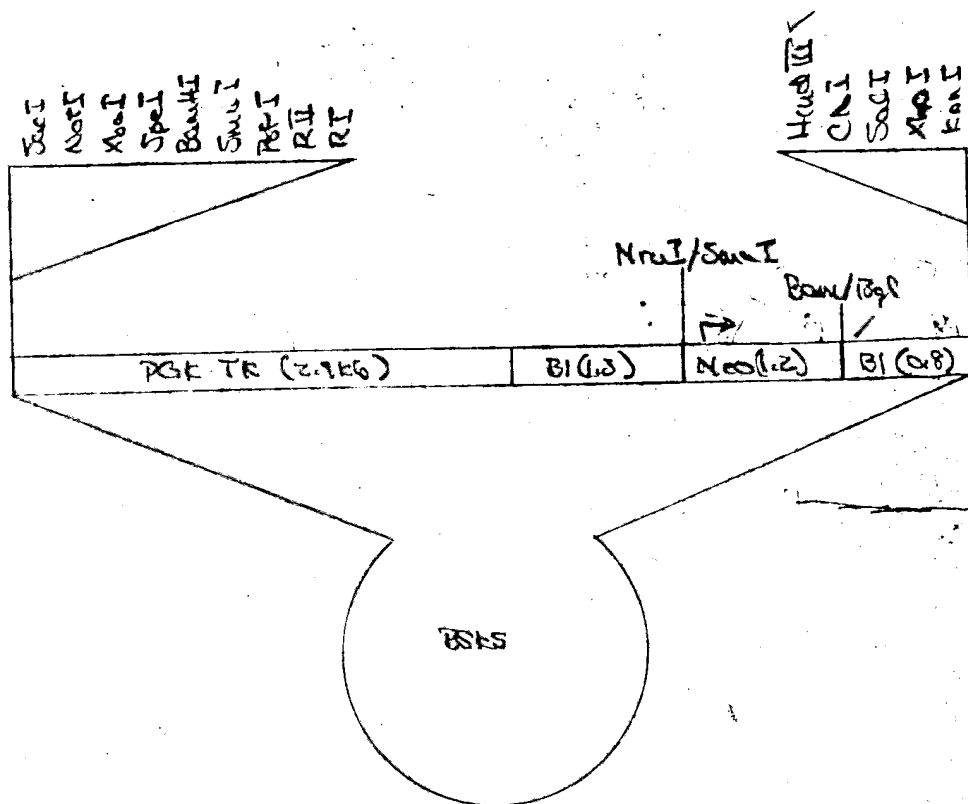 SacI
NotI
XbaI
SpeI
BamHI
SmaI
PstI
RII
RI
HindIII ✓
ClaI
SalI
XhoI
KpnI
NruI/SmaI
Bam/Bgl
PGK TK (2.9kb)
B1(1.3)
Neo(1.2)
B1(0.8)
BSKS